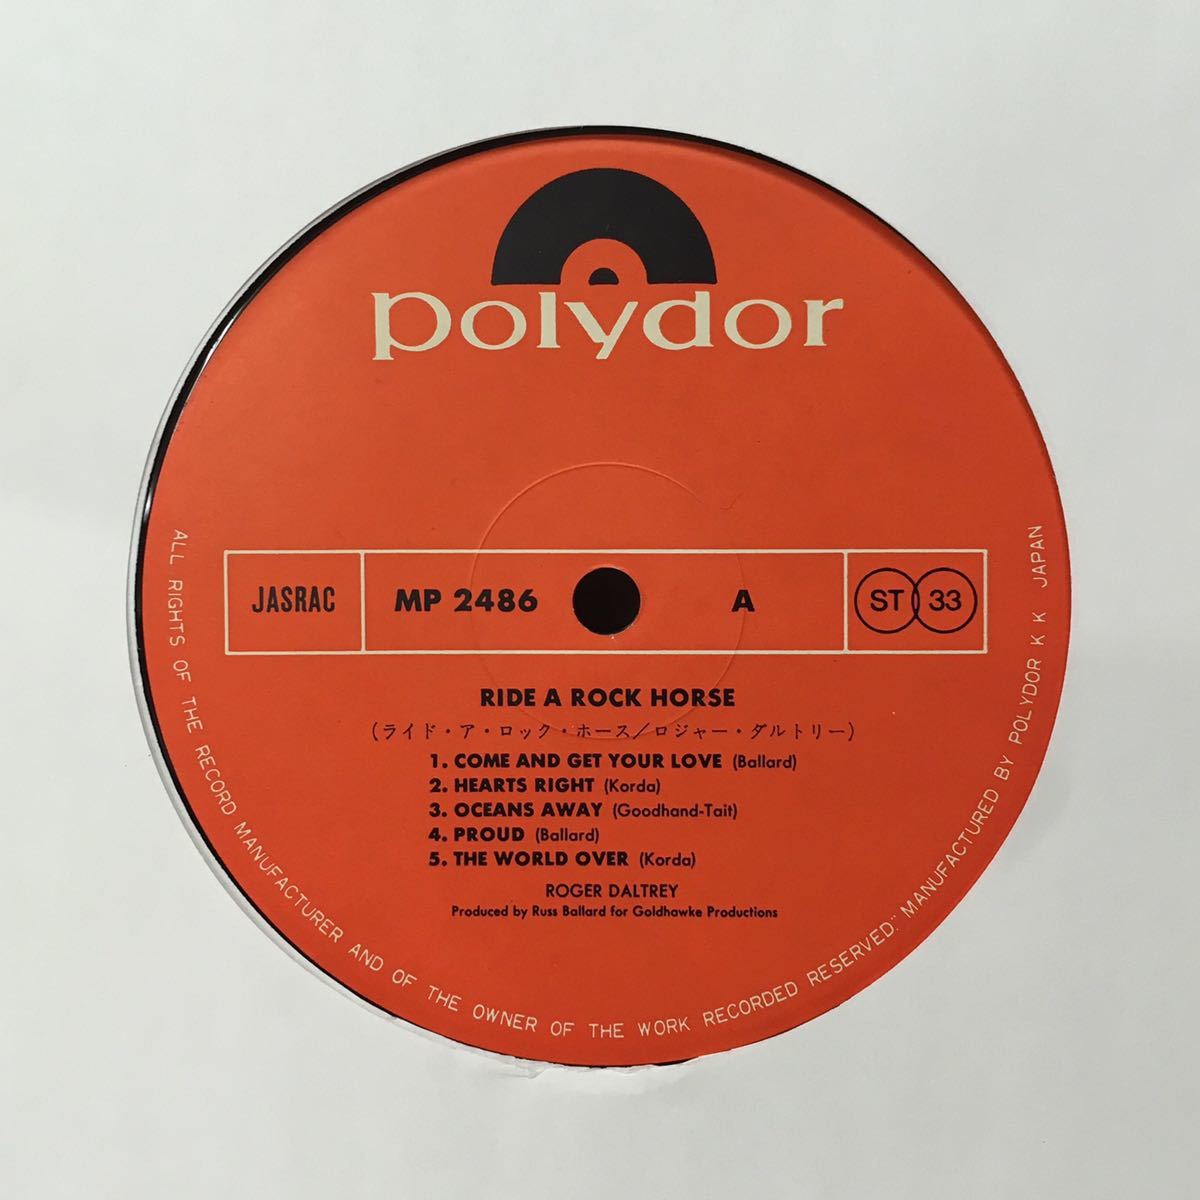 polydor
JASRAC MP 2486 A ST 33
RIDE A ROCK HORSE
(ライド・ア・ロック・ホース/ロジャー・ダルトリー)
1. COME AND GET YOUR LOVE (Ballard)
2. HEARTS RIGHT (Korda)
3. OCEANS AWAY (Goodhand-Tait)
4. PROUD (Ballard)
5. THE WORLD OVER (Korda)
ROGER DALTREY
Produced by Russ Ballard for Goldhawke Productions
ALL RIGHTS OF THE RECORD MANUFACTURER AND OF THE OWNER OF THE WORK RECORDED RESERVED." MANUFACTURED BY POLYDOR K K JAPAN